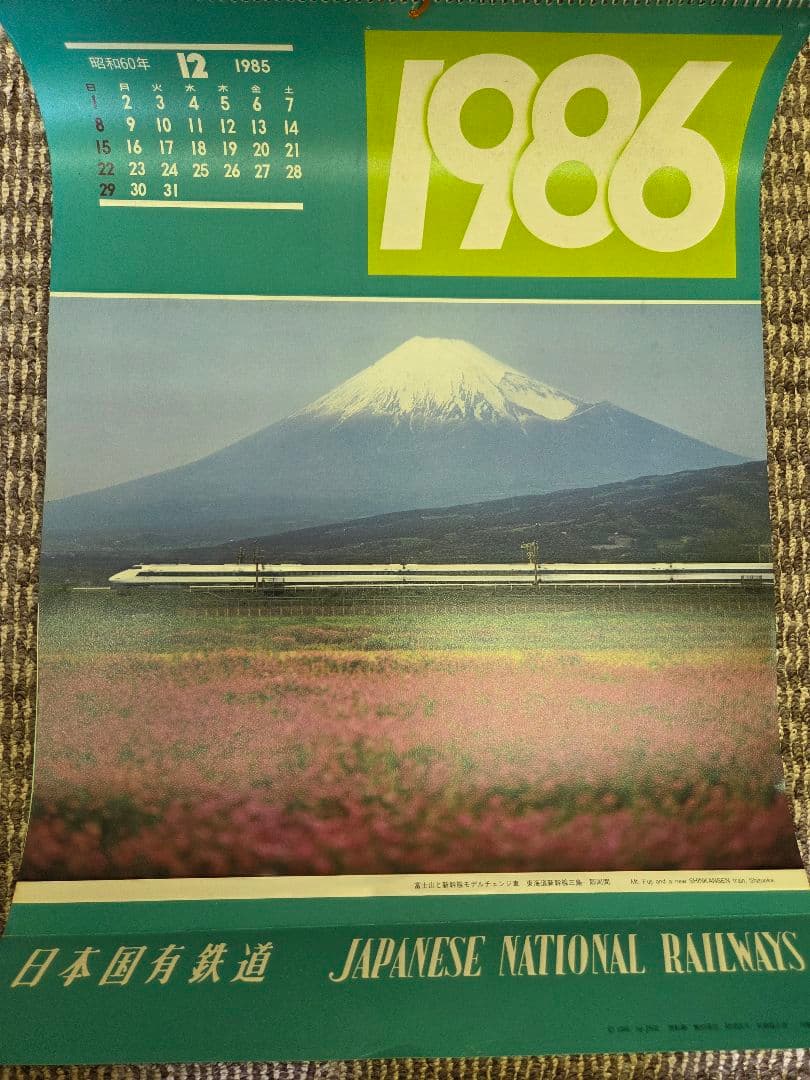 昭和60年 12 1985
日 月 火 水 木 金 土
1 2 3 4 5 6 7
8 9 10 11 12 13 14
15 16 17 18 19 20 21
22 23 24 25 26 27 28
29 30 31
1986
富士山と新幹線モデルチェンジ車 東海道新幹線三島 Mt. Fuji and a new SHINKANSEN train, Shizuoka.
日本国有鉄道 JAPANESE NATIONAL RAILWAYS